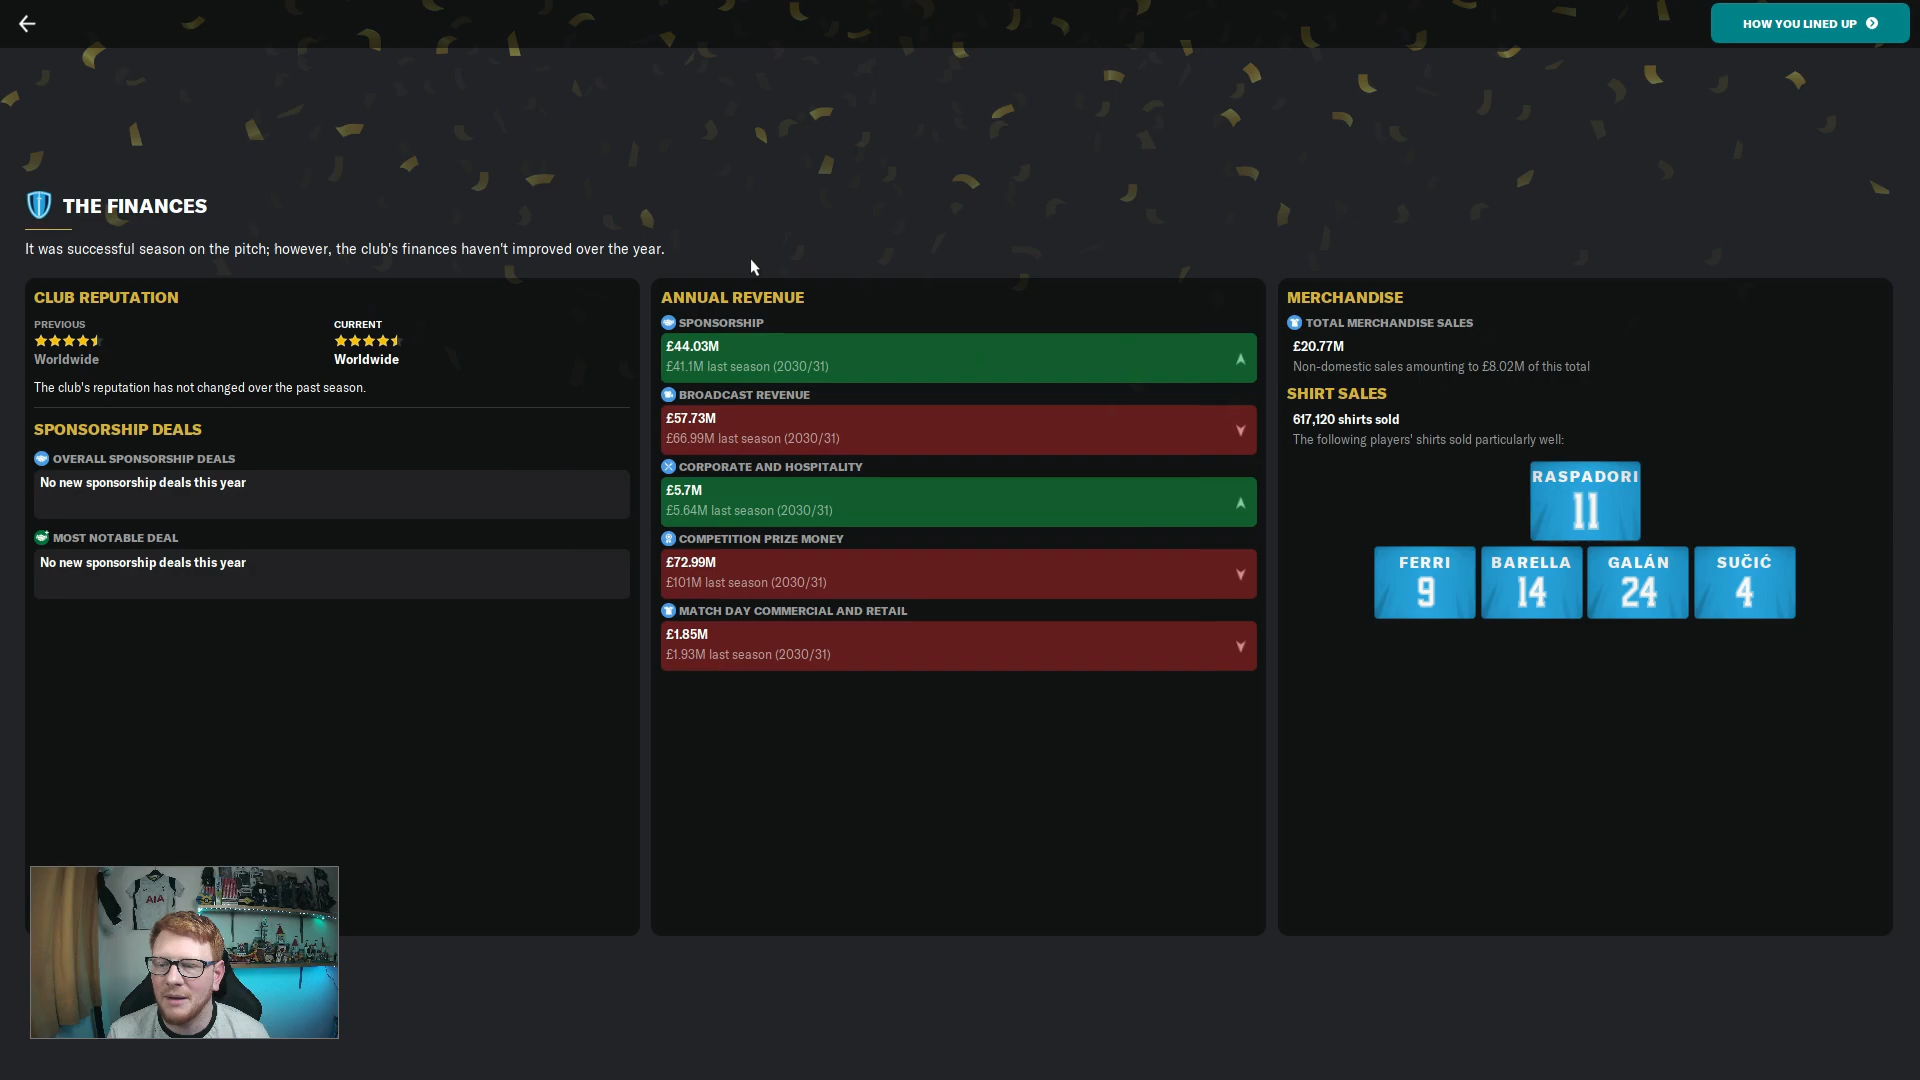 HOW YOU LINED UP
THE FINANCES
It was successful season on the pitch; however, the club's finances haven't improved over the year.
CLUB REPUTATION
PREVIOUS
Worldwide
CURRENT
Worldwide
The club's reputation has not changed over the past season.
SPONSORSHIP DEALS
OVERALL SPONSORSHIP DEALS
No new sponsorship deals this year
MOST NOTABLE DEAL
No new sponsorship deals this year
ANNUAL REVENUE
SPONSORSHIP
£44.03M
£41.1M last season (2030/31)
BROADCAST REVENUE
£57.73M
£66.99M last season (2030/31)
CORPORATE AND HOSPITALITY
£5.7M
£5.64M last season (2030/31)
COMPETITION PRIZE MONEY
£72.99M
£101M last season (2030/31)
MATCH DAY COMMERCIAL AND RETAIL
£1.85M
£1.93M last season (2030/31)
MERCHANDISE
TOTAL MERCHANDISE SALES
£20.77M
Non-domestic sales amounting to £8.02M of this total
SHIRT SALES
617,120 shirts sold
The following players' shirts sold particularly well:
RASPADORI
11
FERRI
9
BARELLA
14
GALÁN
24
SUČIĆ
4
AIA